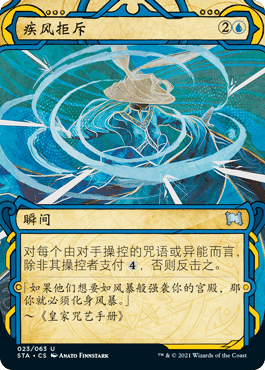 疾风拒斥 2
瞬间
对每个由对手操控的咒语或异能而言，
除非其操控者支付 4，否则反击之。
「如果他们想要如风暴般强袭你的宫殿，那
你就必须化身风暴。」
～《皇家咒艺手册》
023/063 U
STA • CS ANATO FINNSTARK
™ & © 2021 Wizards of the Coast